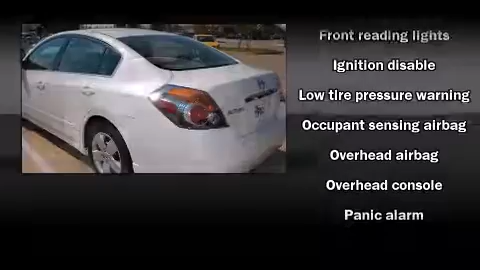 Front reading lights
Ignition disable
Low tire pressure warning
Occupant sensing airbag
Overhead airbag
Overhead console
Panic alarm